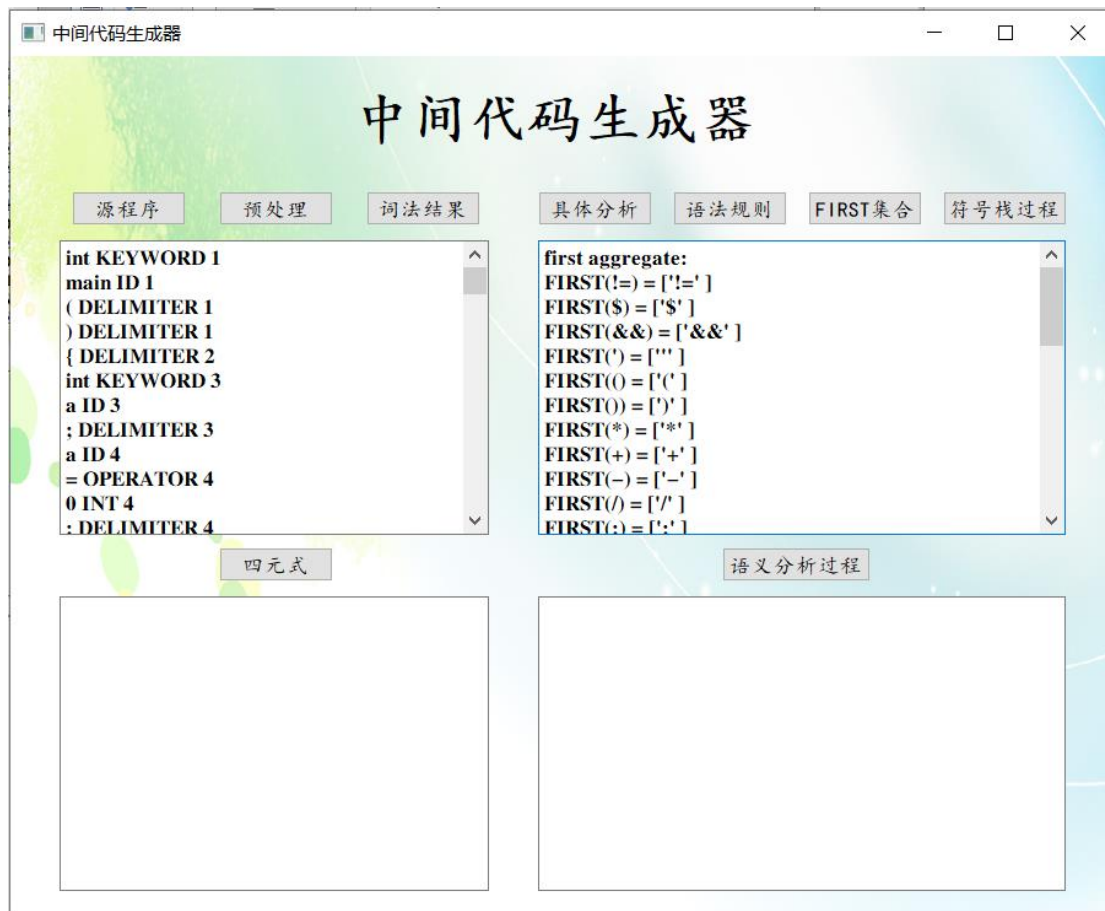 中间代码生成器
中间代码生成器
源程序 预处理 词法结果 具体分析 语法规则 FIRST集合 符号栈过程
int KEYWORD 1
main ID 1
( DELIMITER 1
) DELIMITER 1
{ DELIMITER 2
int KEYWORD 3
a ID 3
; DELIMITER 3
a ID 4
= OPERATOR 4
0 INT 4
; DELIMITER 4
first aggregate:
FIRST(!=) = ['!=' ]
FIRST($) = ['$' ]
FIRST(&&) = ['&&' ]
FIRST(') = [''' ]
FIRST(() = ['(' ]
FIRST()) = [')' ]
FIRST(*) = ['*' ]
FIRST(+) = ['+' ]
FIRST(−) = ['−' ]
FIRST(/) = ['/' ]
FIRST(;) = [';' ]
四元式 语义分析过程